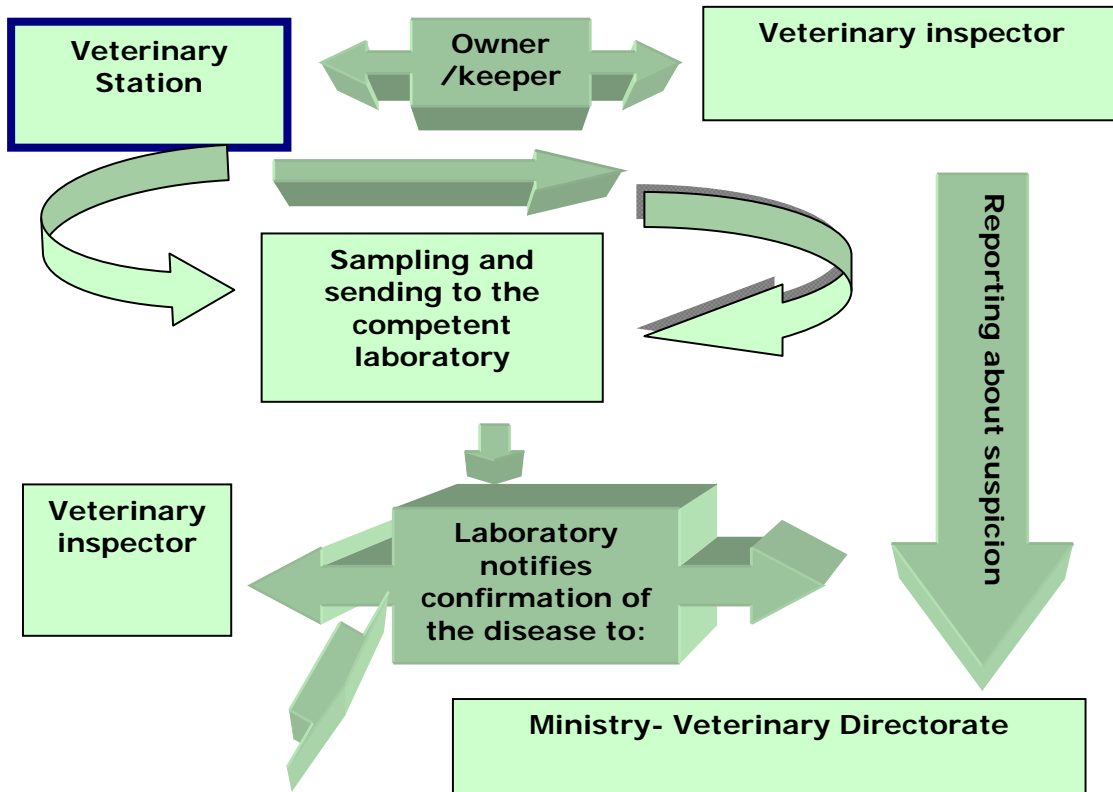 Veterinary
Station
Owner
/keeper
Veterinary inspector
Sampling and
sending to the
competent
laboratory
Reporting about suspicion
Veterinary
inspector
Laboratory
notifies
confirmation of
the disease to:
Ministry- Veterinary Directorate